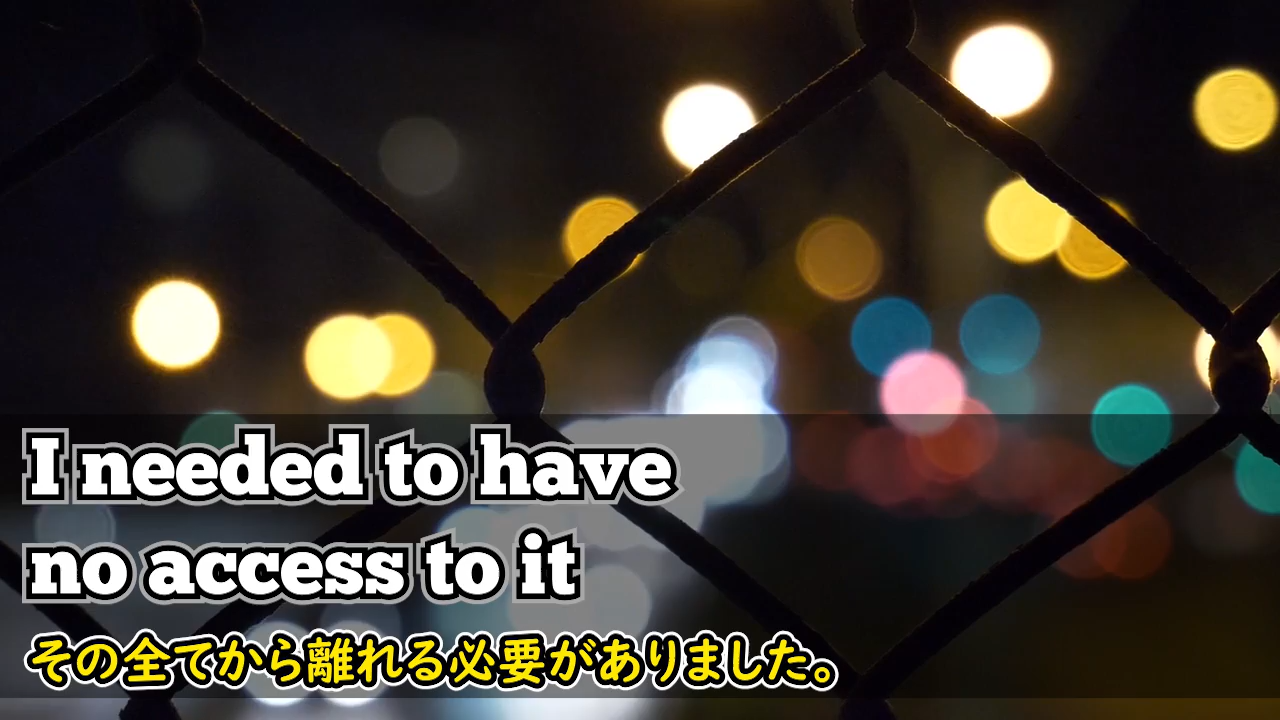 I needed to have
no access to it
その全てから離れる必要がありました。